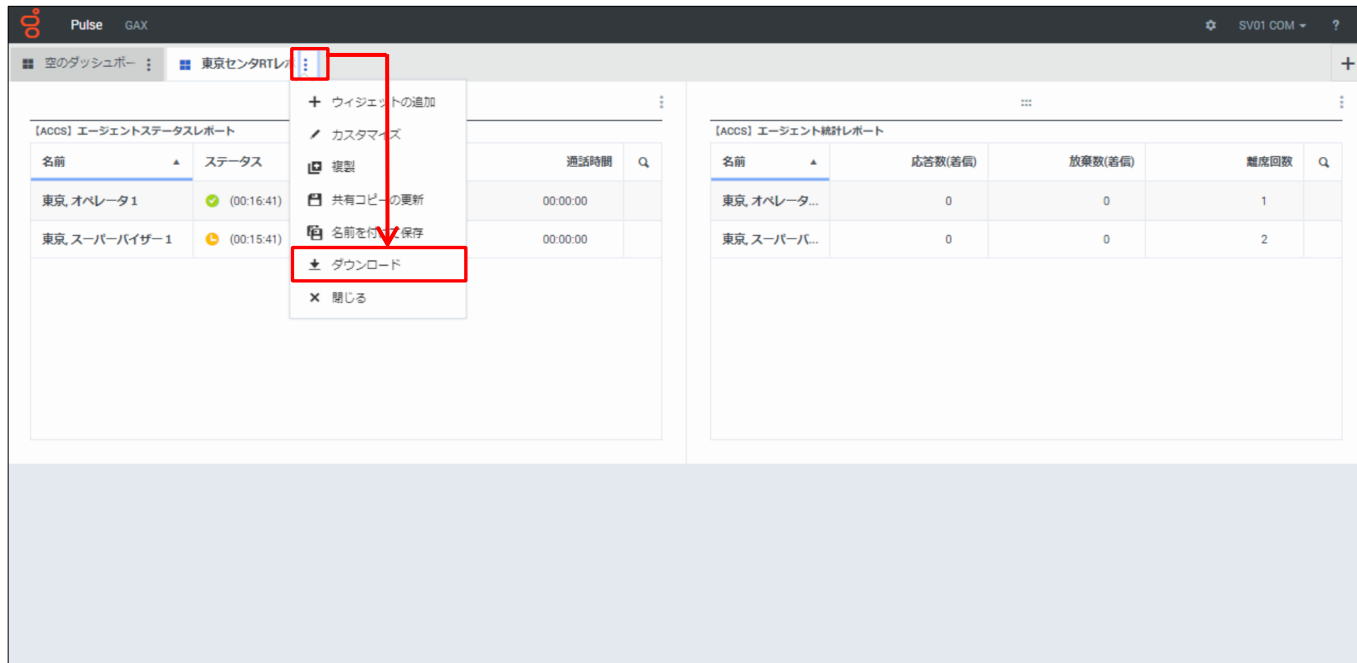 Pulse GAX SV01 COM ?
空のダッシュボー 東京センタRTレポ
ウィジェットの追加
カスタマイズ
複製
共有コピーの更新
名前を付けて保存
ダウンロード
閉じる
【ACCS】エージェントステータスレポート
名前 ステータス 通話時間
東京, オペレータ1 (00:16:41) 00:00:00
東京, スーパーバイザー1 (00:15:41) 00:00:00
【ACCS】エージェント統計レポート
名前 応答数(着信) 放棄数(着信) 離席回数
東京, オペレータ... 0 0 1
東京, スーパーバ... 0 0 2